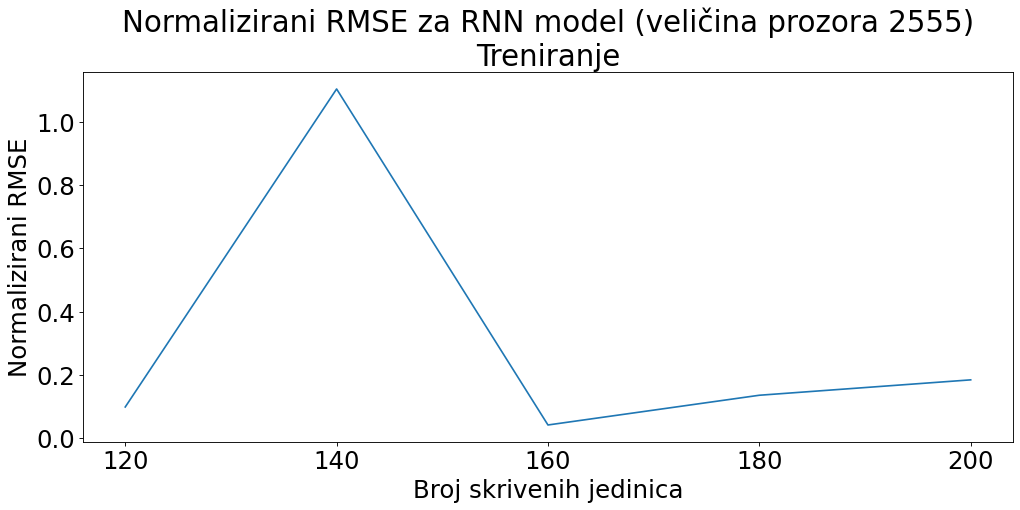 Normalizirani RMSE za RNN model (veličina prozora 2555)
Treniranje
Normalizirani RMSE
1.0
0.8
0.6
0.4
0.2
0.0
120 140 160 180 200
Broj skrivenih jedinica